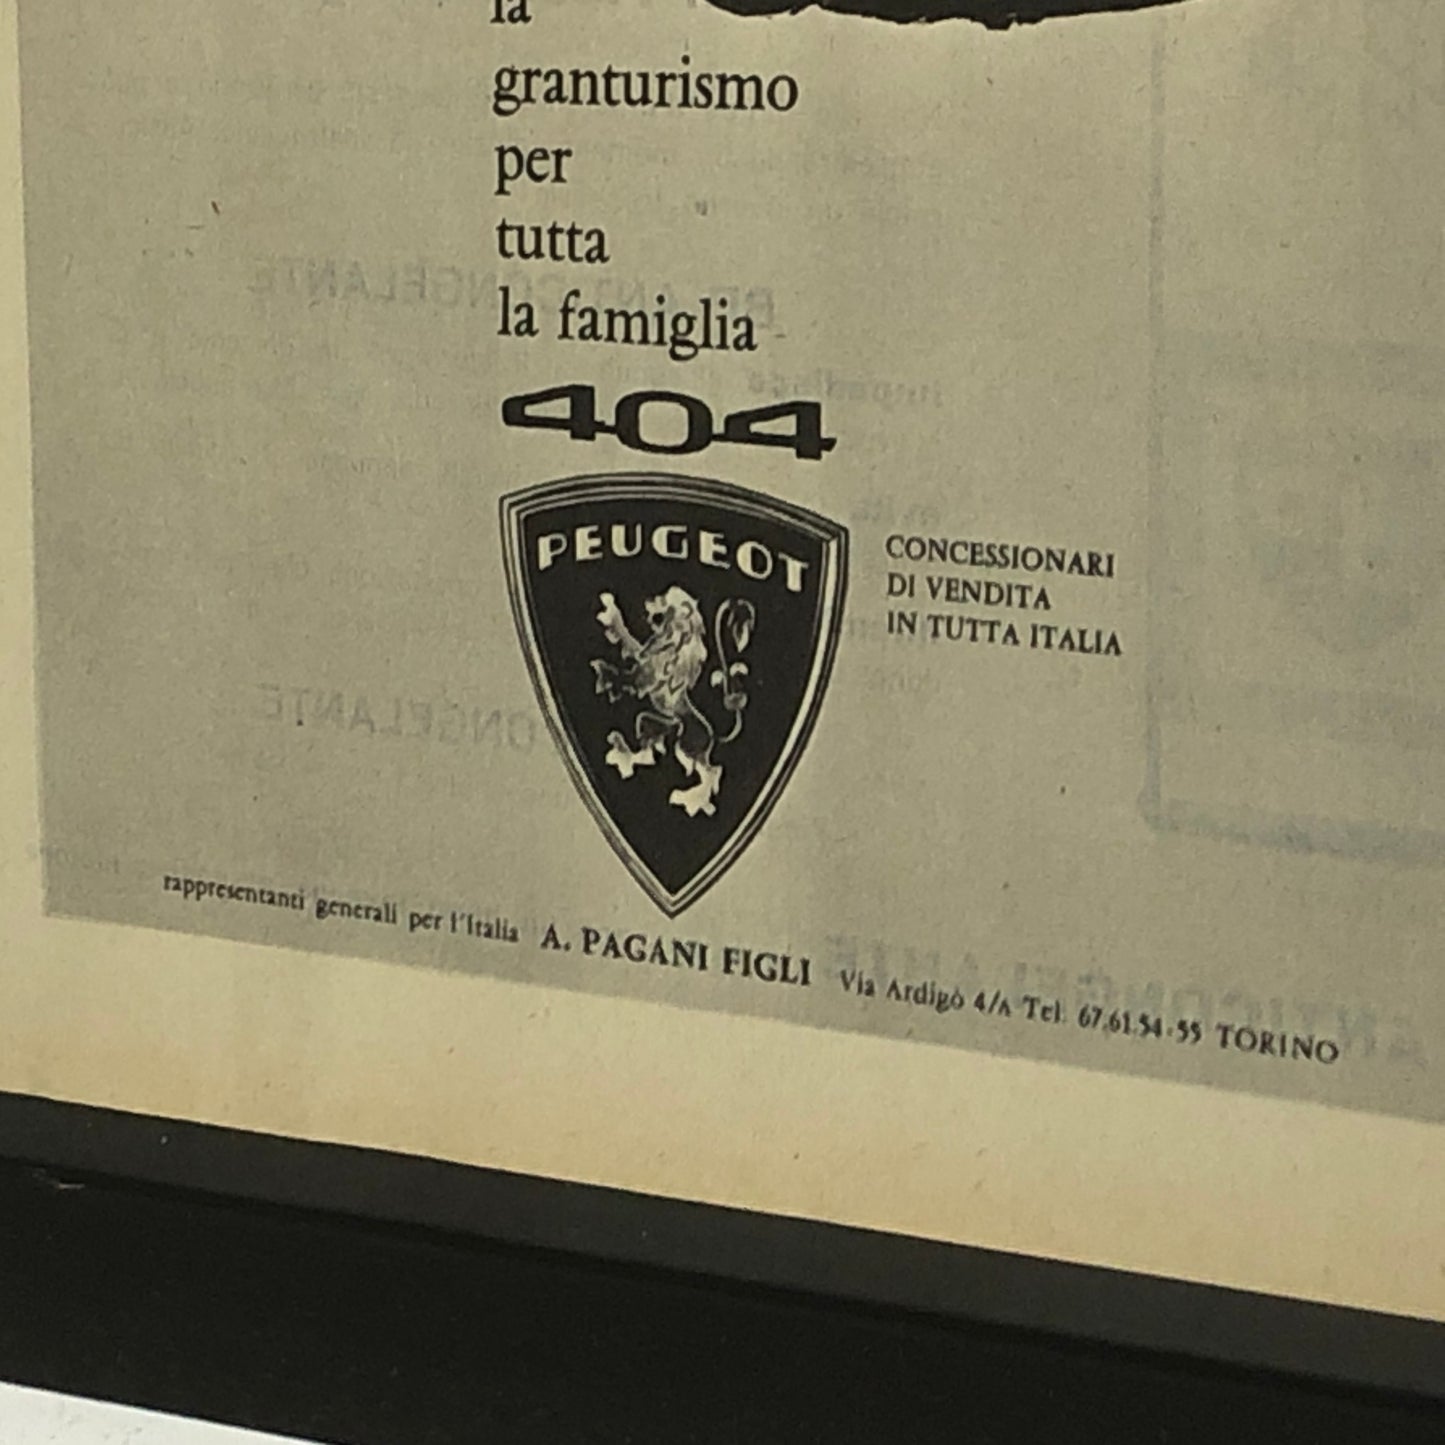 la
granturismo
per
tutta
la famiglia
404
PEUGEOT
CONCESSIONARI
DI VENDITA
IN TUTTA ITALIA
rappresentanti generali per l'Italia A. PAGANI FIGLI Via Ardigò 4/A Tel. 67.61.54-55 TORINO